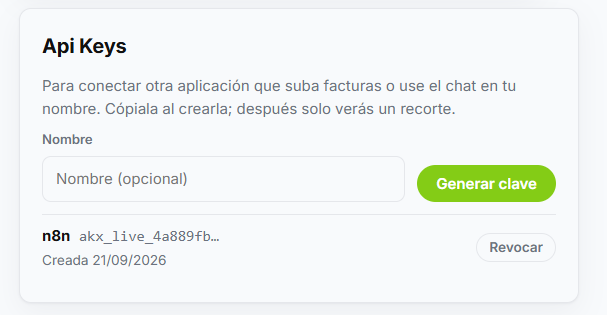 Api Keys
Para conectar otra aplicación que suba facturas o use el chat en tu
nombre. Cópiala al crearla; después solo verás un recorte.
Nombre
Nombre (opcional)
Generar clave
n8n akx_live_4a889fb…
Creada 21/09/2026
Revocar